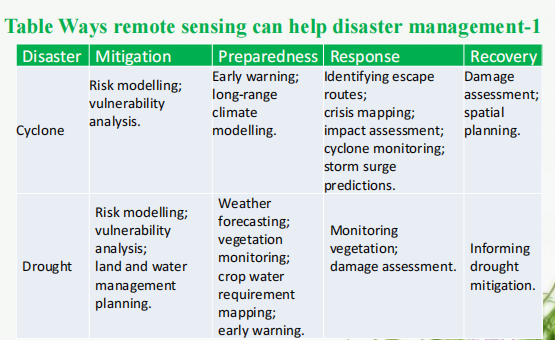 Table Ways remote sensing can help disaster management-1
Disaster Mitigation Preparedness Response Recovery
Cyclone
Risk modelling;
vulnerability
analysis.
Early warning;
long-range
climate
modelling.
Identifying escape
routes;
crisis mapping;
impact assessment;
cyclone monitoring;
storm surge
predictions.
Damage
assessment;
spatial
planning.
Drought
Risk modelling;
vulnerability
analysis;
land and water
management
planning.
Weather
forecasting;
vegetation
monitoring;
crop water
requirement
mapping;
early warning.
Monitoring
vegetation;
damage assessment.
Informing
drought
mitigation.